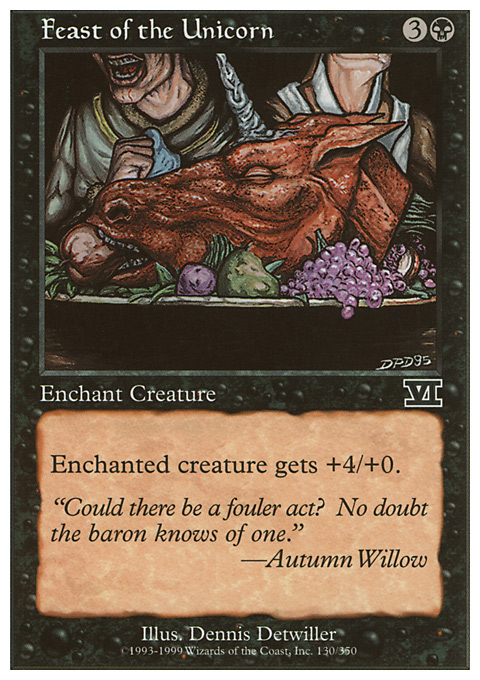 Feast of the Unicorn 3
DPD95
Enchant Creature VI
Enchanted creature gets +4/+0.
“Could there be a fouler act? No doubt
the baron knows of one.”
—Autumn Willow
Illus. Dennis Detwiller
©1993-1999 Wizards of the Coast, Inc. 130/350